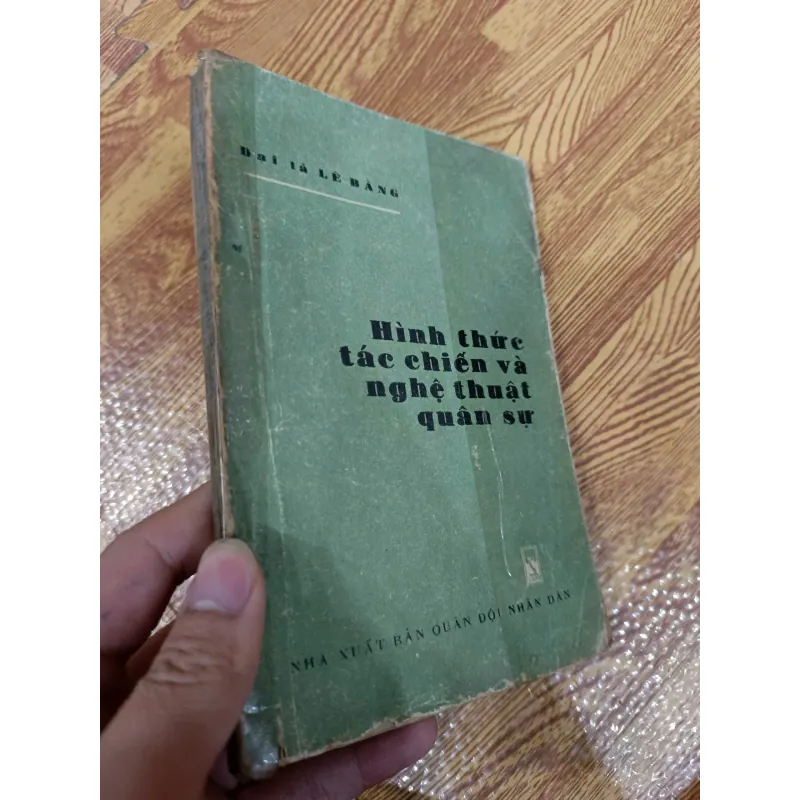 Đại tá LÊ BẰNG
Hình thức
tác chiến và
nghệ thuật
quân sự
NHÀ XUẤT BẢN QUÂN ĐỘI NHÂN DÂN